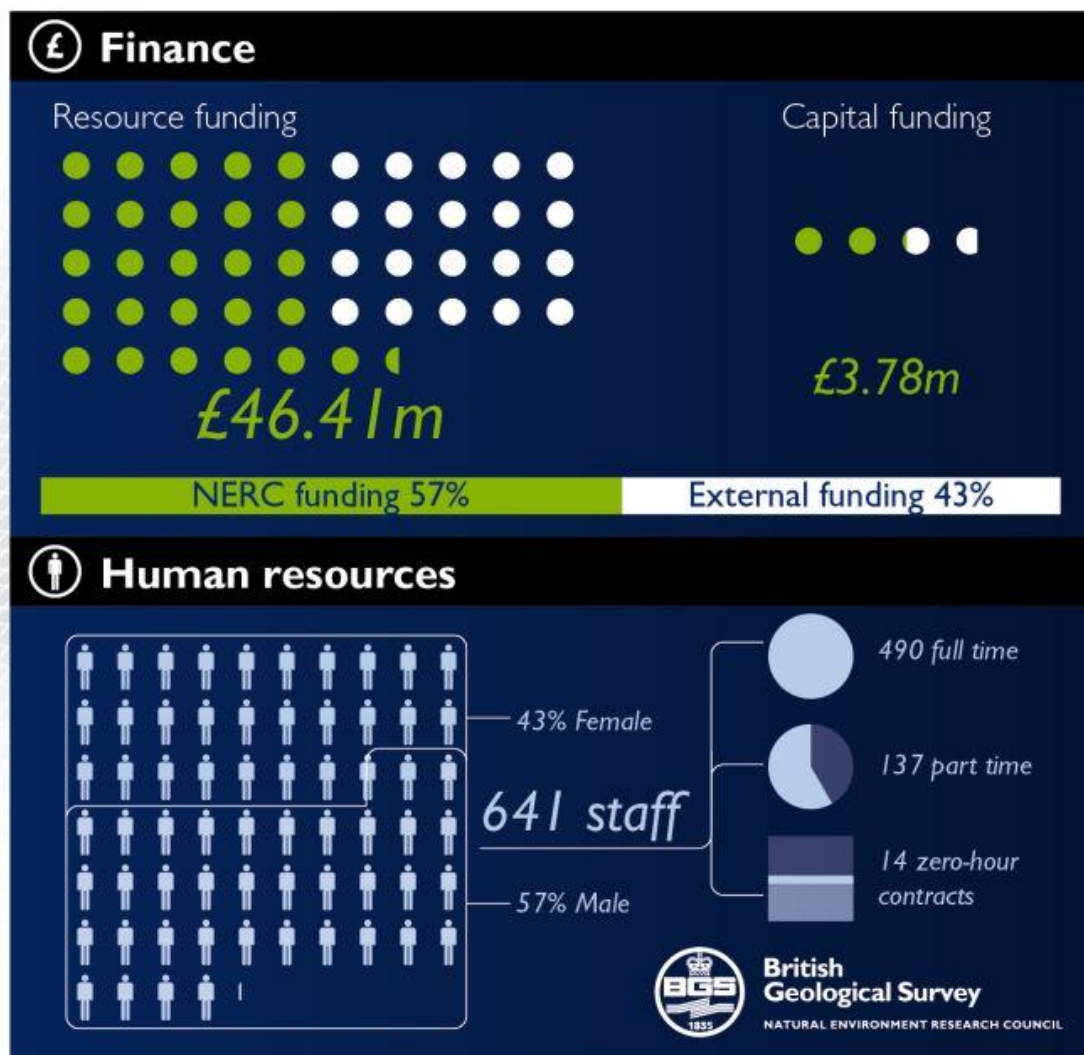 £ Finance
Resource funding
Capital funding
£46.41m
£3.78m
NERC funding 57%
External funding 43%
Human resources
490 full time
43% Female
137 part time
641 staff
14 zero-hour
contracts
57% Male
BGS
1835
British
Geological Survey
NATURAL ENVIRONMENT RESEARCH COUNCIL